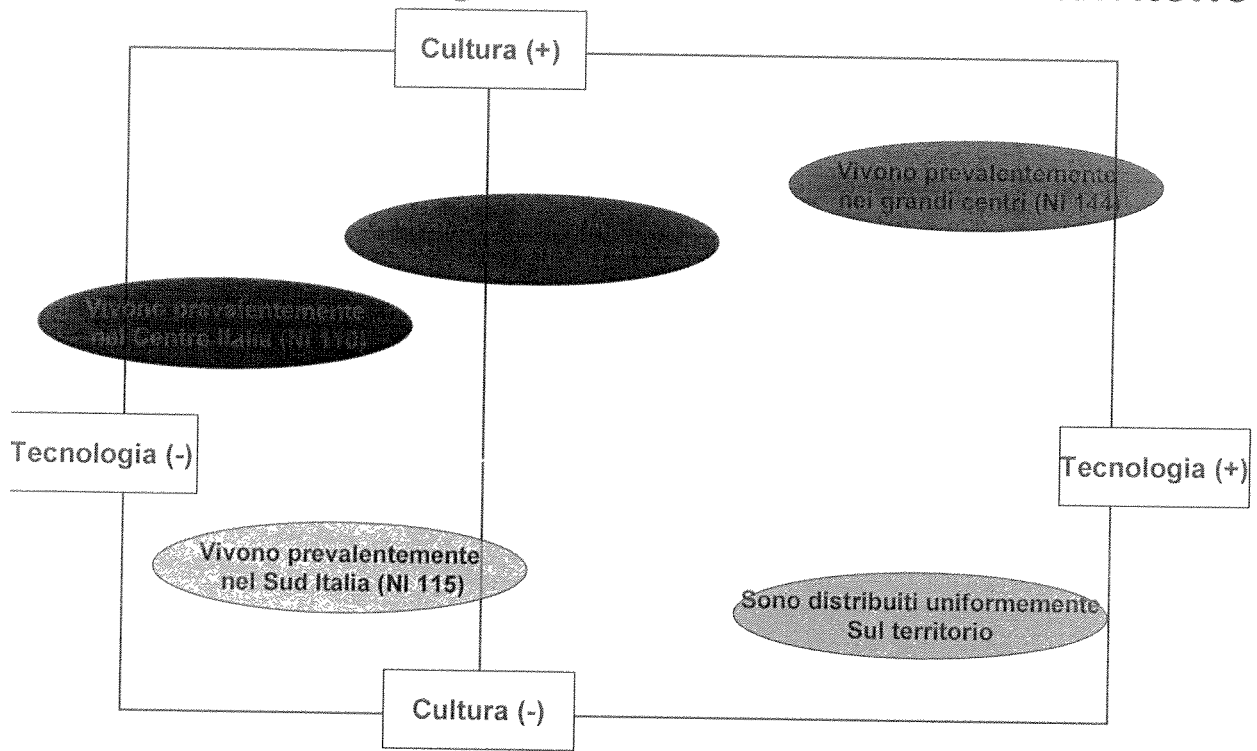 Cultura (+)
Vivono prevalentemente
nei grandi centri (NI 144)
Vivono prevalentemente
nel Centro Italia (NI
Tecnologia (-)
Tecnologia (+)
Vivono prevalentemente
nel Sud Italia (NI 115)
Sono distribuiti uniformemente
Sul territorio
Cultura (-)